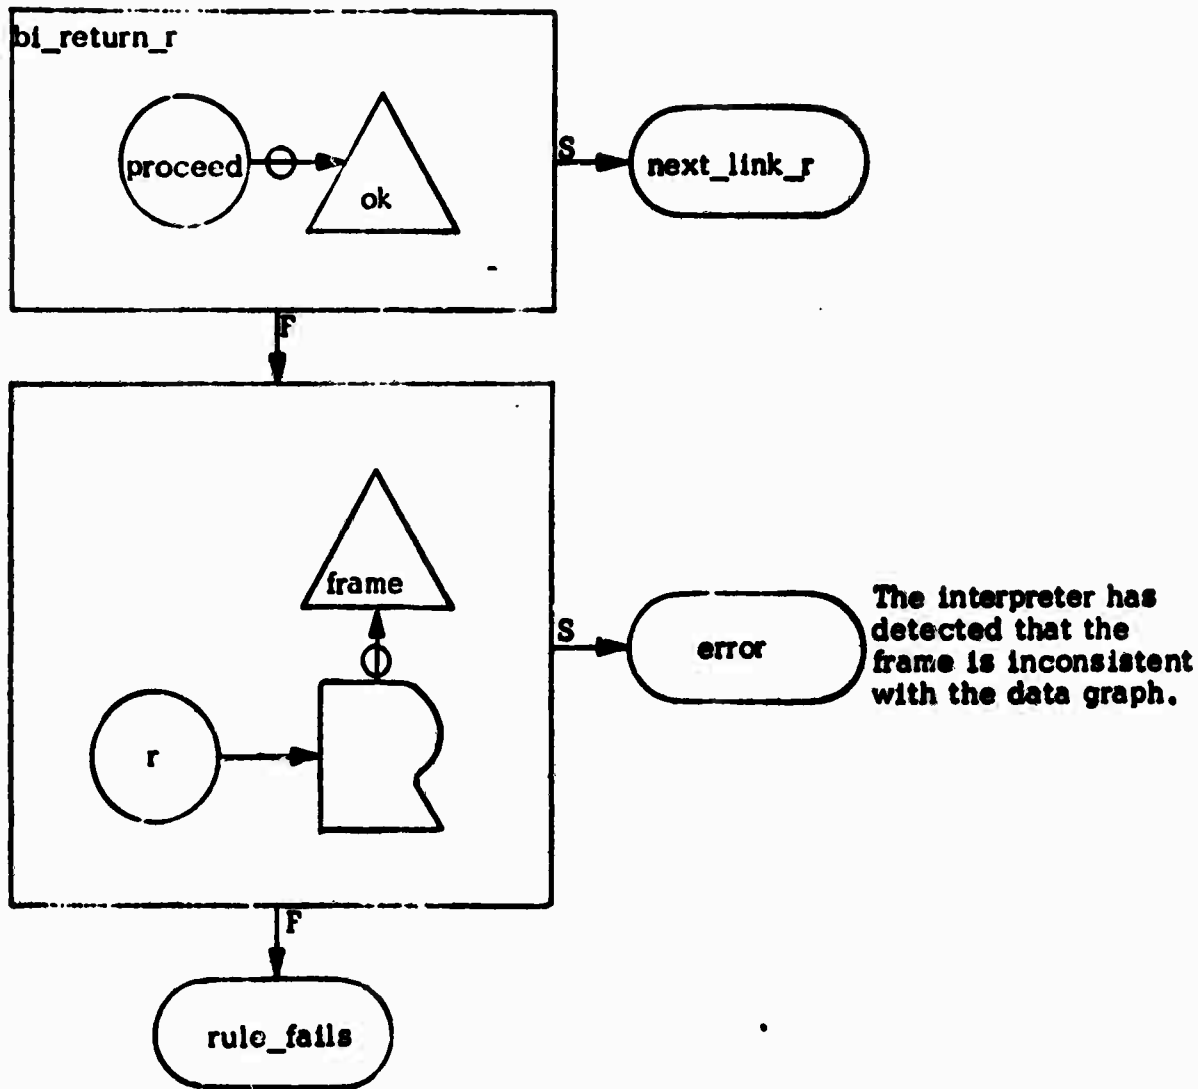 bi_return_r
proceed
ok
S
next_link_r
F
frame
S
error
The interpreter has
detected that the
frame is inconsistent
with the data graph.
r
F
rule_fails